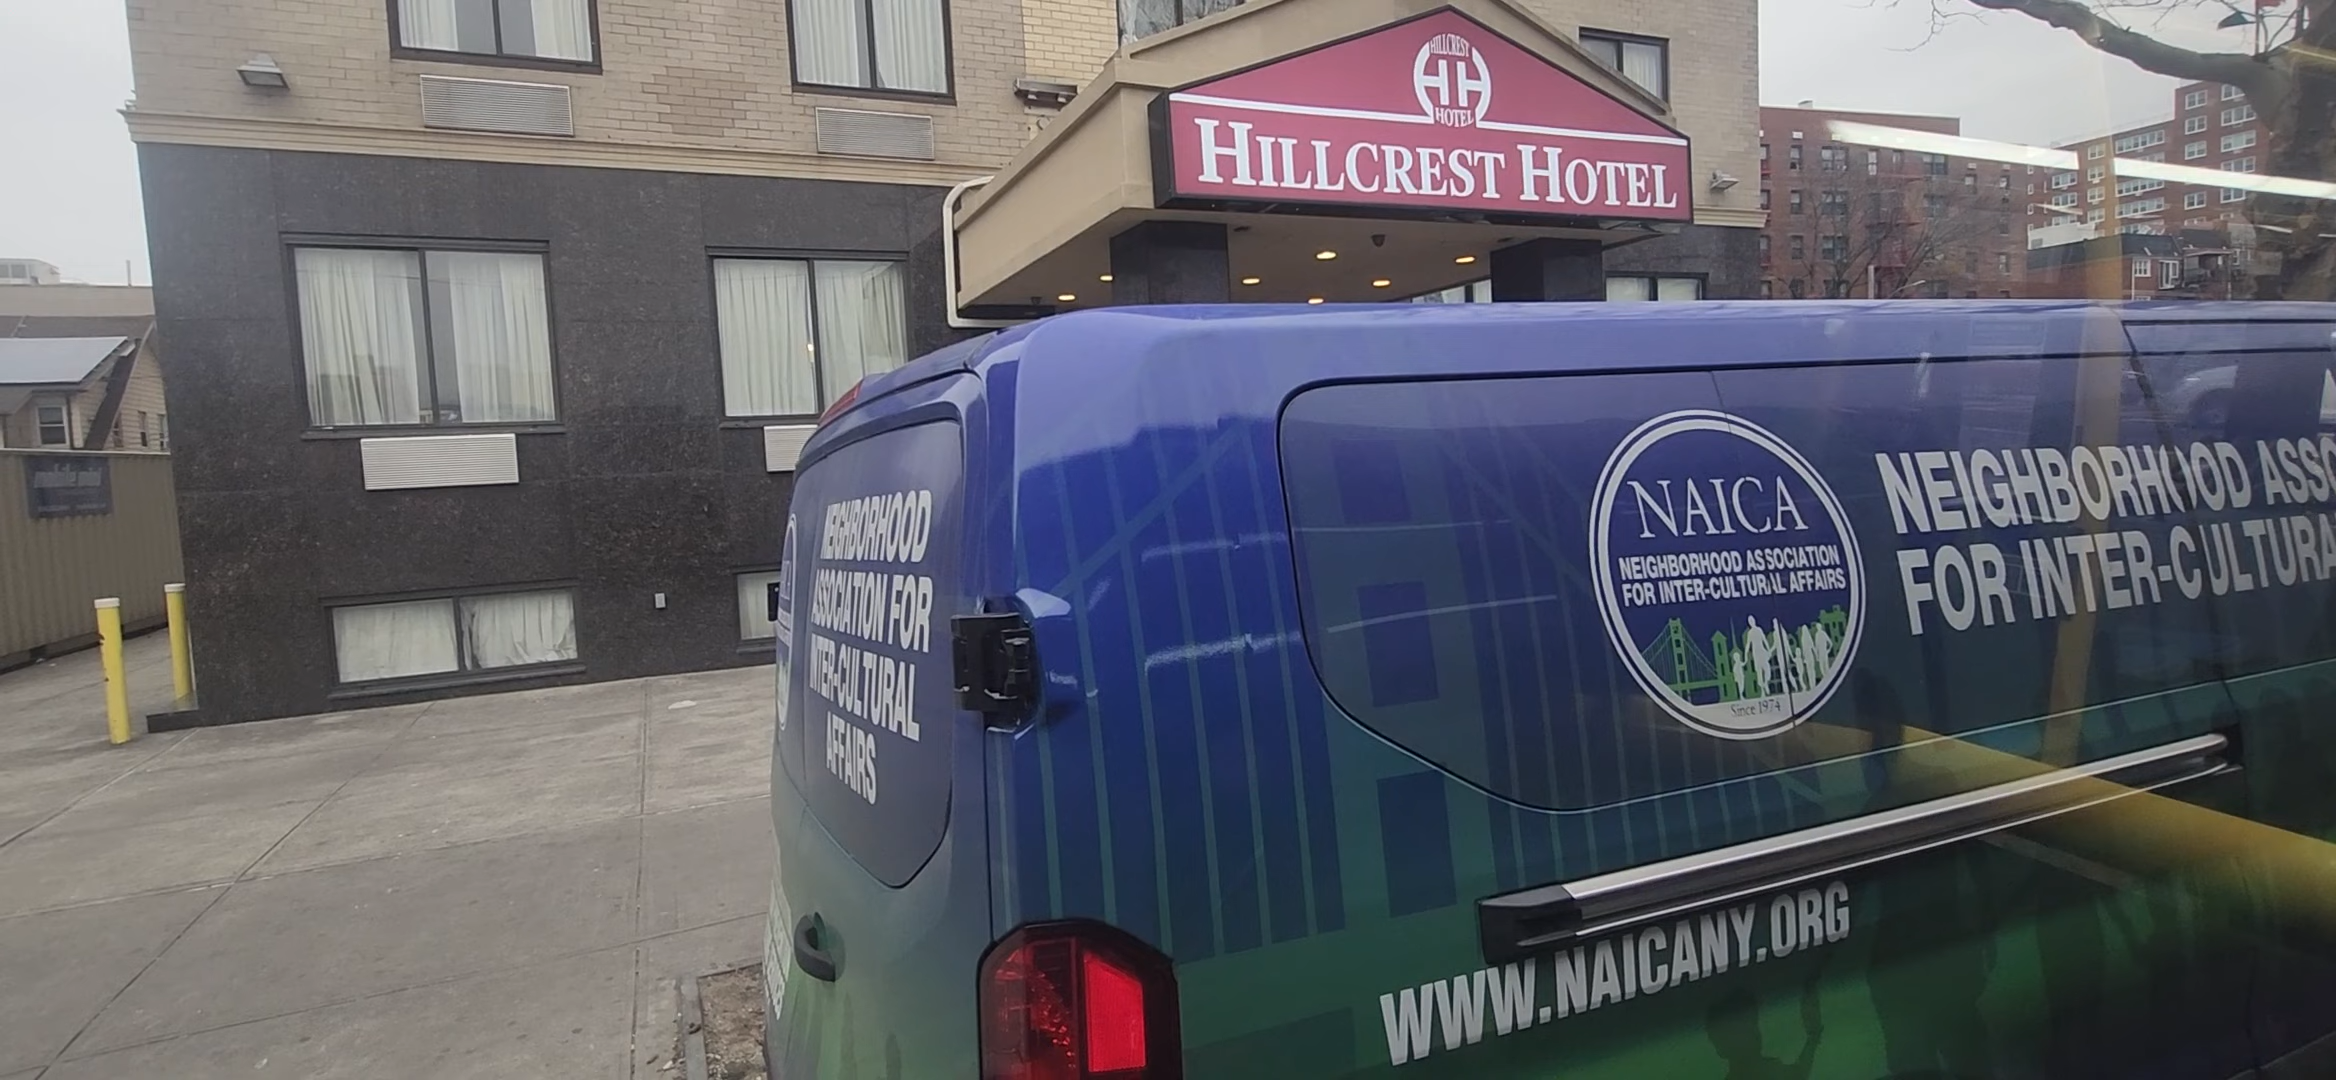 HILLCREST
HH
HOTEL
HILLCREST HOTEL
NEIGHBORHOOD
ASSOCIATION FOR
INTER-CULTURAL
AFFAIRS
NAICA
NEIGHBORHOOD ASSOCIATION
FOR INTER-CULTURAL AFFAIRS
Since 1974
NEIGHBORHOOD ASSO
FOR INTER-CULTURA
WWW.NAICANY.ORG